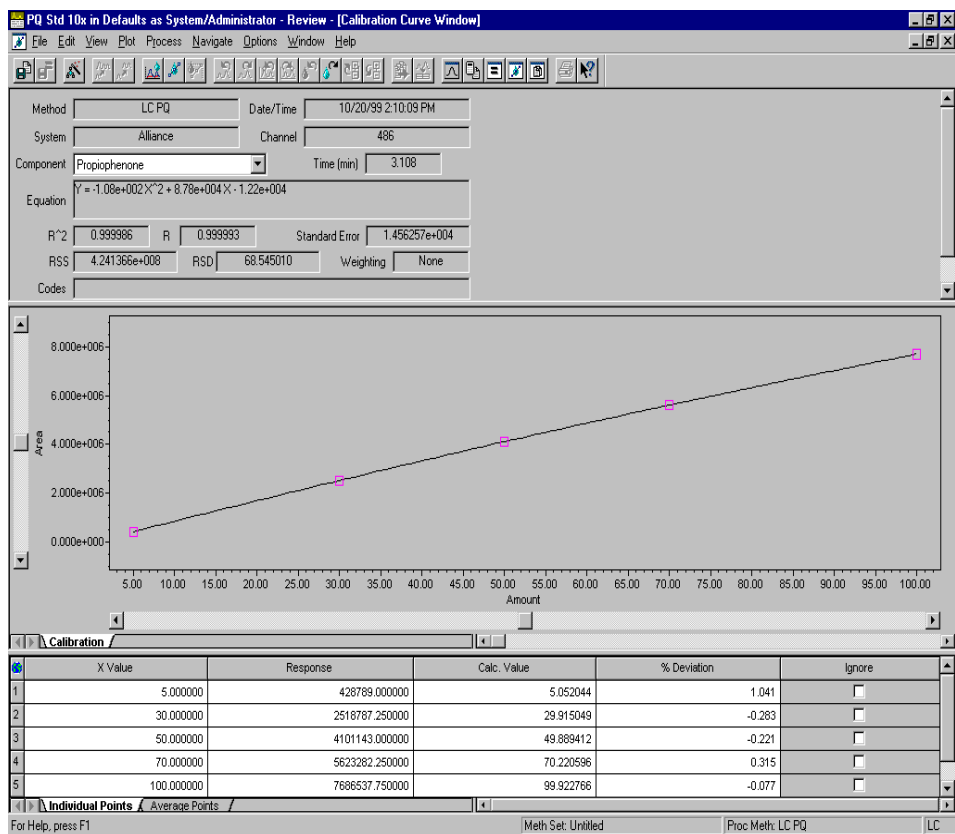 PQ Std 10x in Defaults as System/Administrator - Review - [Calibration Curve Window]
File Edit View Plot Process Navigate Options Window Help
Method LC PQ Date/Time 10/20/99 2:10:09 PM
System Alliance Channel 486
Component Propiophenone Time (min) 3.108
Equation Y = -1.08e+002 X^2 + 8.78e+004 X - 1.22e+004
R^2 0.999986 R 0.999993 Standard Error 1.456257e+004
RSS 4.241366e+008 RSD 68.545010 Weighting None
Codes
8.000e+006
6.000e+006
4.000e+006
2.000e+006
0.000e+000
Area
5.00 10.00 15.00 20.00 25.00 30.00 35.00 40.00 45.00 50.00 55.00 60.00 65.00 70.00 75.00 80.00 85.00 90.00 95.00 100.00
Amount
Calibration
X Value Response Calc. Value % Deviation Ignore
1 5.000000 428789.000000 5.052044 1.041
2 30.000000 2518787.250000 29.915049 -0.283
3 50.000000 4101143.000000 49.889412 -0.221
4 70.000000 5623282.250000 70.220596 0.315
5 100.000000 7686537.750000 99.922766 -0.077
Individual Points Average Points
For Help, press F1 Meth Set: Untitled Proc Meth: LC PQ LC